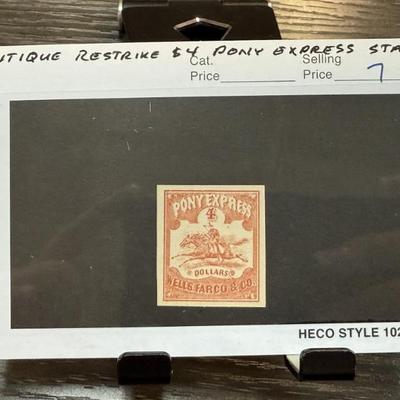 NTIQUE RESTRIKE $4 PONY EXPRESS STA
Cat.
Price
Selling
Price 7
PONY EXPRESS
4
DOLLARS
WELLS, FARGO & CO.
HECO STYLE 102